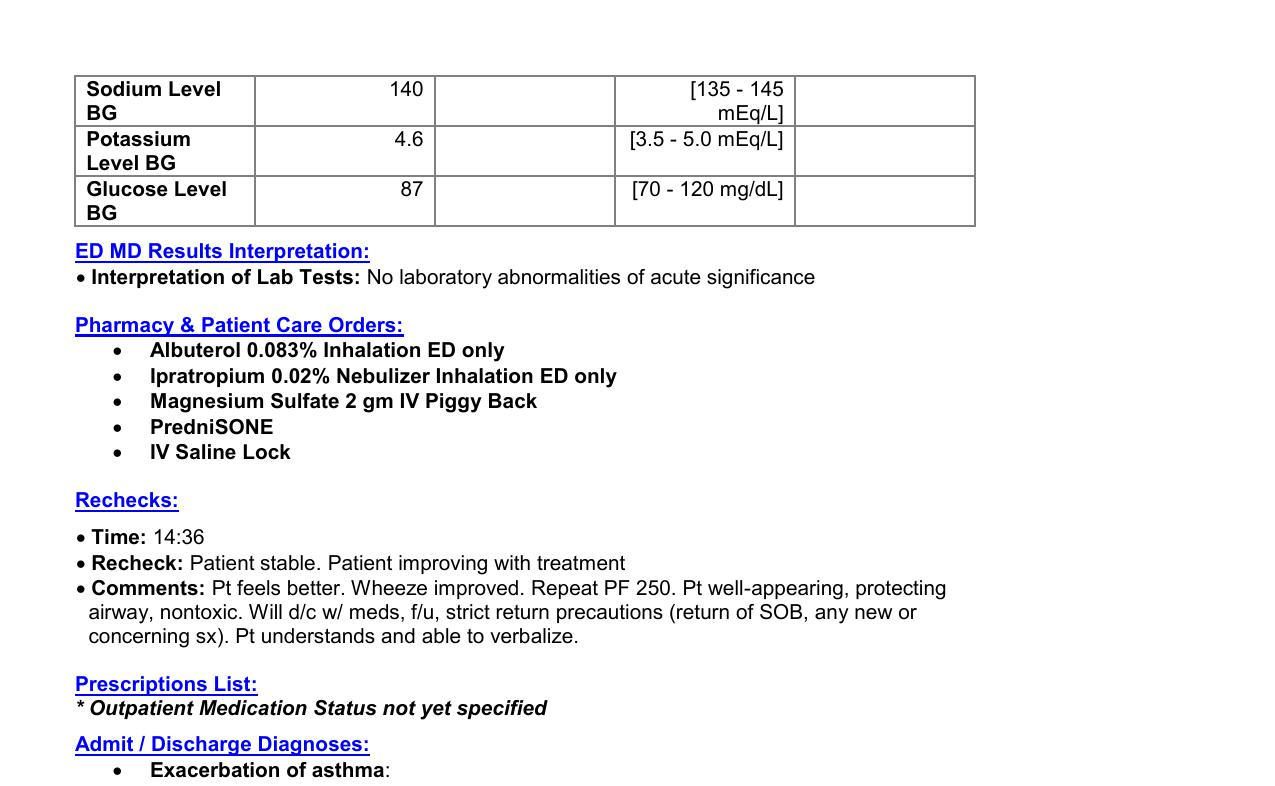 Sodium Level 140 [135 - 145
BG mEq/L]
Potassium 4.6 [3.5 - 5.0 mEq/L]
Level BG
Glucose Level 87 [70 - 120 mg/dL]
BG
ED MD Results Interpretation:
• Interpretation of Lab Tests: No laboratory abnormalities of acute significance
Pharmacy & Patient Care Orders:
• Albuterol 0.083% Inhalation ED only
• Ipratropium 0.02% Nebulizer Inhalation ED only
• Magnesium Sulfate 2 gm IV Piggy Back
• PredniSONE
• IV Saline Lock
Rechecks:
• Time: 14:36
• Recheck: Patient stable. Patient improving with treatment
• Comments: Pt feels better. Wheeze improved. Repeat PF 250. Pt well-appearing, protecting
airway, nontoxic. Will d/c w/ meds, f/u, strict return precautions (return of SOB, any new or
concerning sx). Pt understands and able to verbalize.
Prescriptions List:
* Outpatient Medication Status not yet specified
Admit / Discharge Diagnoses:
• Exacerbation of asthma: